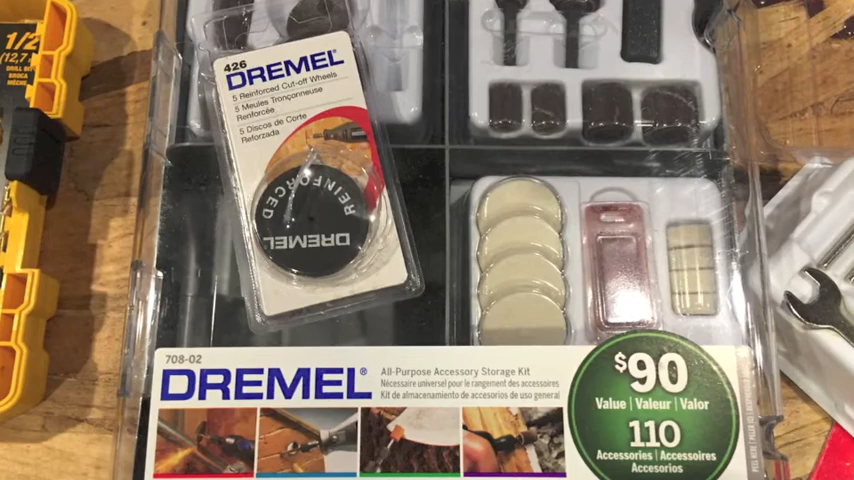 1/2
(12,7
426
DREMEL®
5 Reinforced Cut-off Wheels
5 Meules Tronçonneuse
Renforcée
5 Discos de Corte
Reforzada
REINFORCED
DREMEL
708-02
DREMEL®
All-Purpose Accessory Storage Kit
Nécessaire universel pour le rangement des accessoires
Kit de almacenamiento de accesorios de uso general
$90
Value | Valeur | Valor
110
Accessories | Accessoires
Accesorios